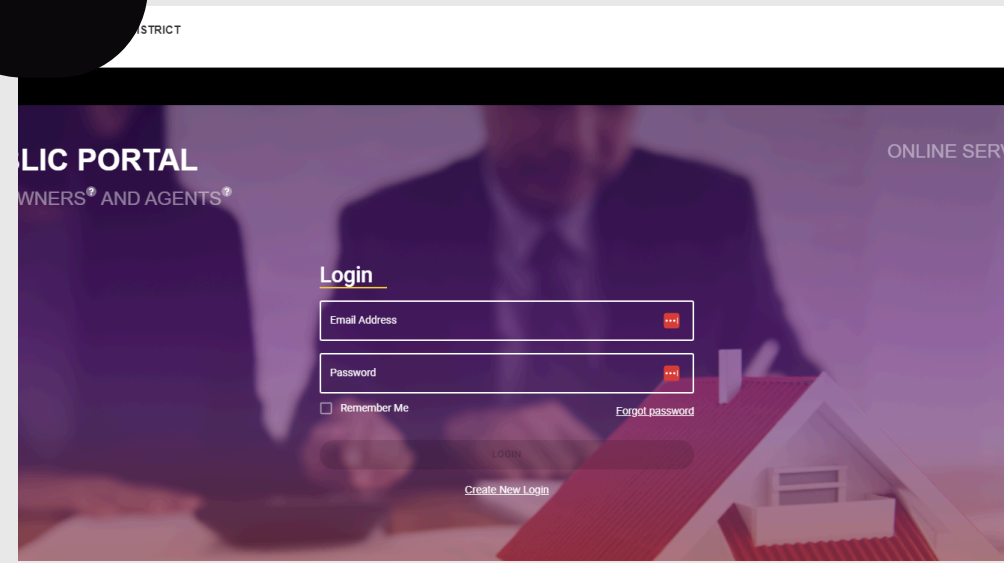 STRICT
BLIC PORTAL
ONLINE SERV
WNERS? AND AGENTS?
Login
Email Address
Password
Remember Me
Forgot password
LOGIN
Create New Login